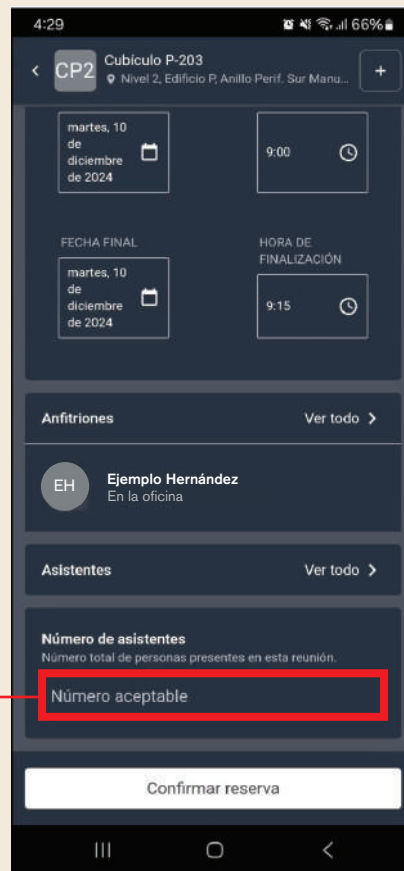 4:29
66%
CP2
Cubículo P-203
Nivel 2, Edificio P, Anillo Perif. Sur Manu...
+
martes, 10
de
diciembre
de 2024
9:00
FECHA FINAL
HORA DE
FINALIZACIÓN
martes, 10
de
diciembre
de 2024
9:15
Anfitriones
Ver todo
EH
Ejemplo Hernández
En la oficina
Asistentes
Ver todo
Número de asistentes
Número total de personas presentes en esta reunión.
Número aceptable
Confirmar reserva